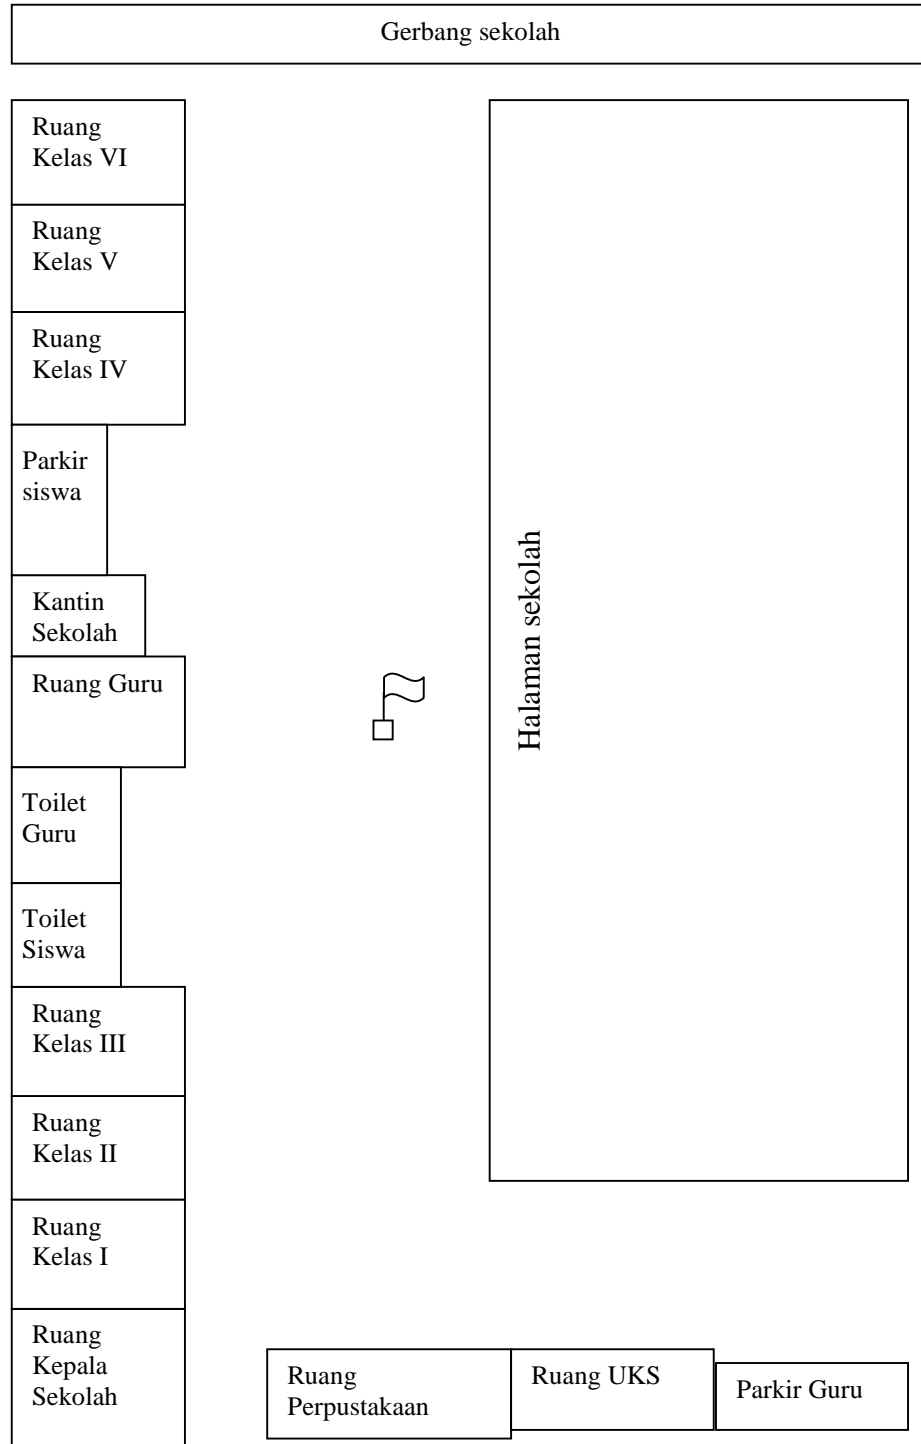 Gerbang sekolah
Ruang
Kelas VI
Ruang
Kelas V
Ruang
Kelas IV
Parkir
siswa
Kantin
Sekolah
Ruang Guru
Toilet
Guru
Toilet
Siswa
Ruang
Kelas III
Ruang
Kelas II
Ruang
Kelas I
Ruang
Kepala
Sekolah
Halaman sekolah
Ruang
Perpustakaan
Ruang UKS
Parkir Guru